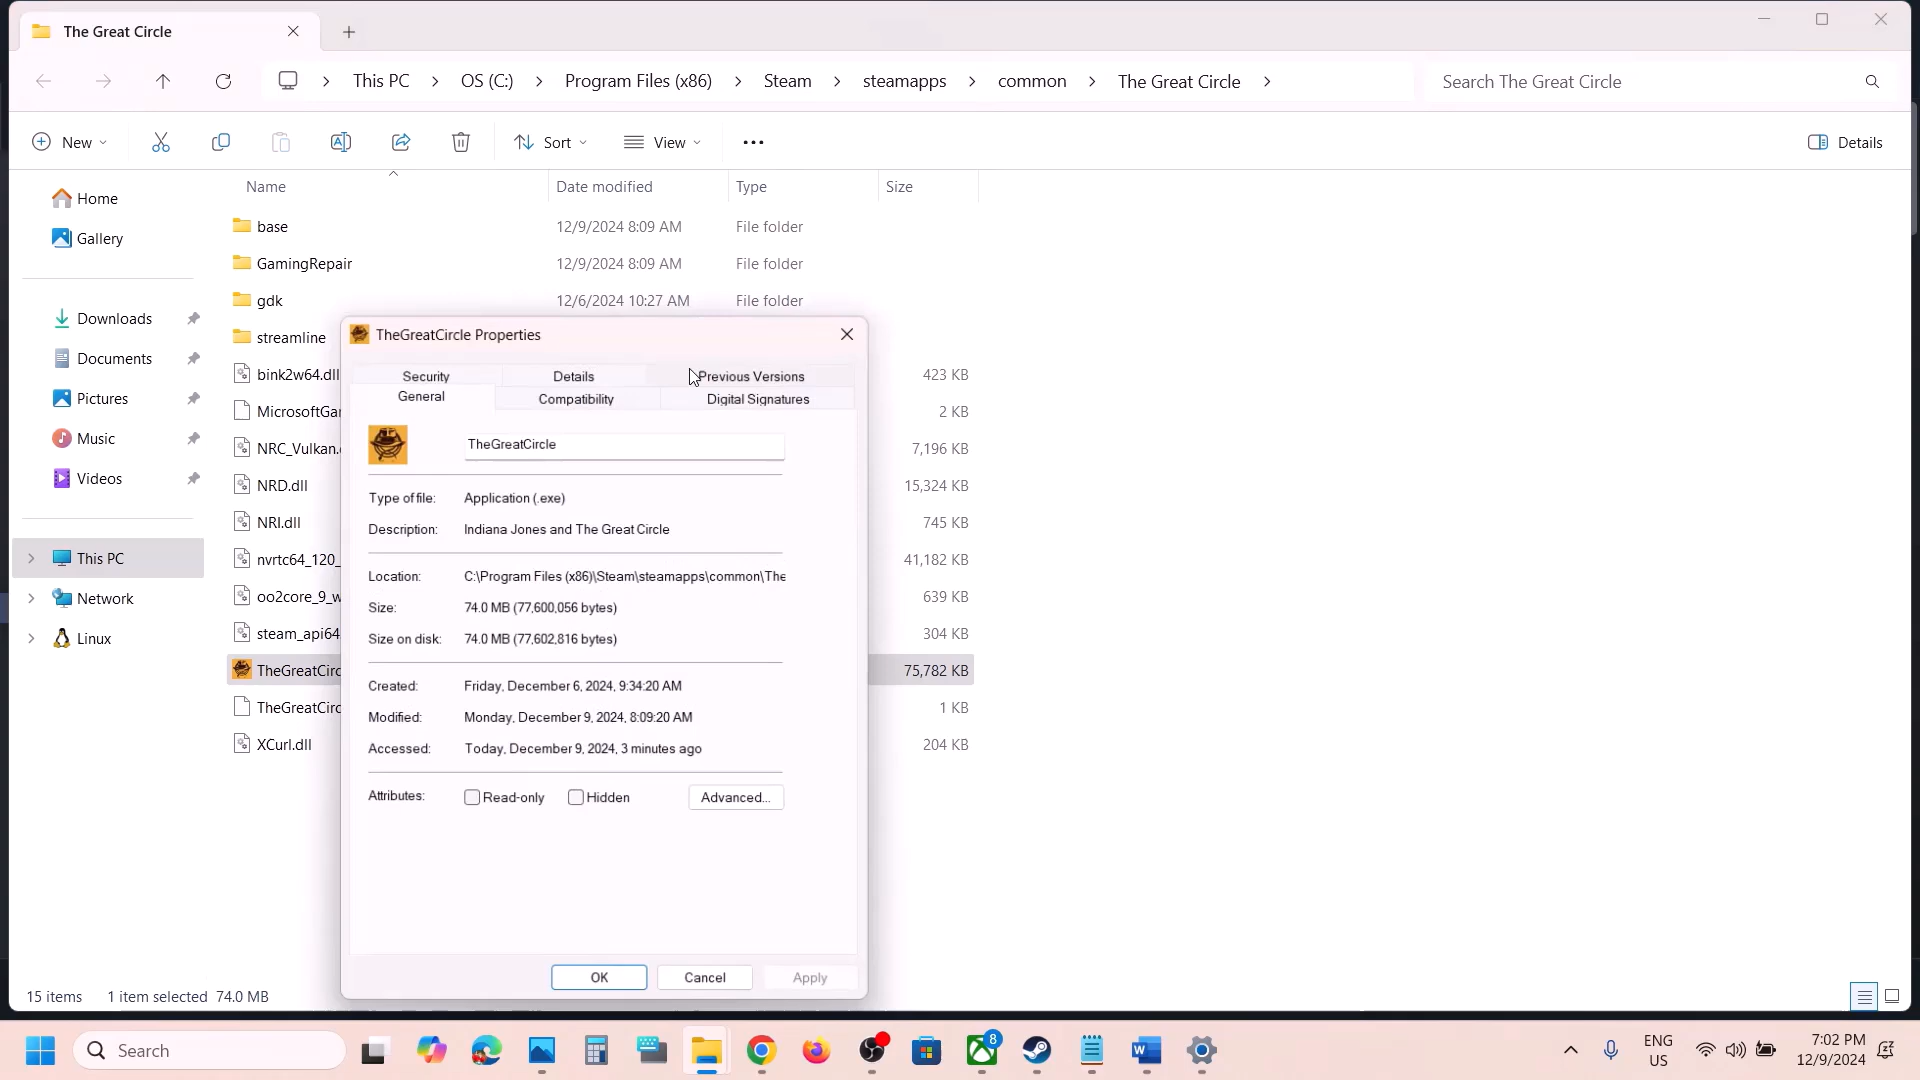 The Great Circle
This PC > OS (C:) > Program Files (x86) > Steam > steamapps > common > The Great Circle >
Search The Great Circle
New
Sort
View
Details
Name
Date modified
Type
Size
Home
Gallery
Downloads
Documents
Pictures
Music
Videos
This PC
Network
Linux
base 12/9/2024 8:09 AM File folder
GamingRepair 12/9/2024 8:09 AM File folder
gdk 12/6/2024 10:27 AM File folder
streamline
bink2w64.dll 423 KB
MicrosoftGa 2 KB
NRC_Vulkan. 7,196 KB
NRD.dll 15,324 KB
NRI.dll 745 KB
nvrtc64_120_ 41,182 KB
oo2core_9_w 639 KB
steam_api64 304 KB
TheGreatCirc 75,782 KB
TheGreatCirc 1 KB
XCurl.dll 204 KB
TheGreatCircle Properties
Security
Details
Previous Versions
General
Compatibility
Digital Signatures
TheGreatCircle
Type of file: Application (.exe)
Description: Indiana Jones and The Great Circle
Location: C:\Program Files (x86)\Steam\steamapps\common\The
Size: 74.0 MB (77,600,056 bytes)
Size on disk: 74.0 MB (77,602,816 bytes)
Created: Friday, December 6, 2024, 9:34:20 AM
Modified: Monday, December 9, 2024, 8:09:20 AM
Accessed: Today, December 9, 2024, 3 minutes ago
Attributes: Read-only Hidden Advanced...
OK
Cancel
Apply
15 items 1 item selected 74.0 MB
Search
8
ENG
US
7:02 PM
12/9/2024